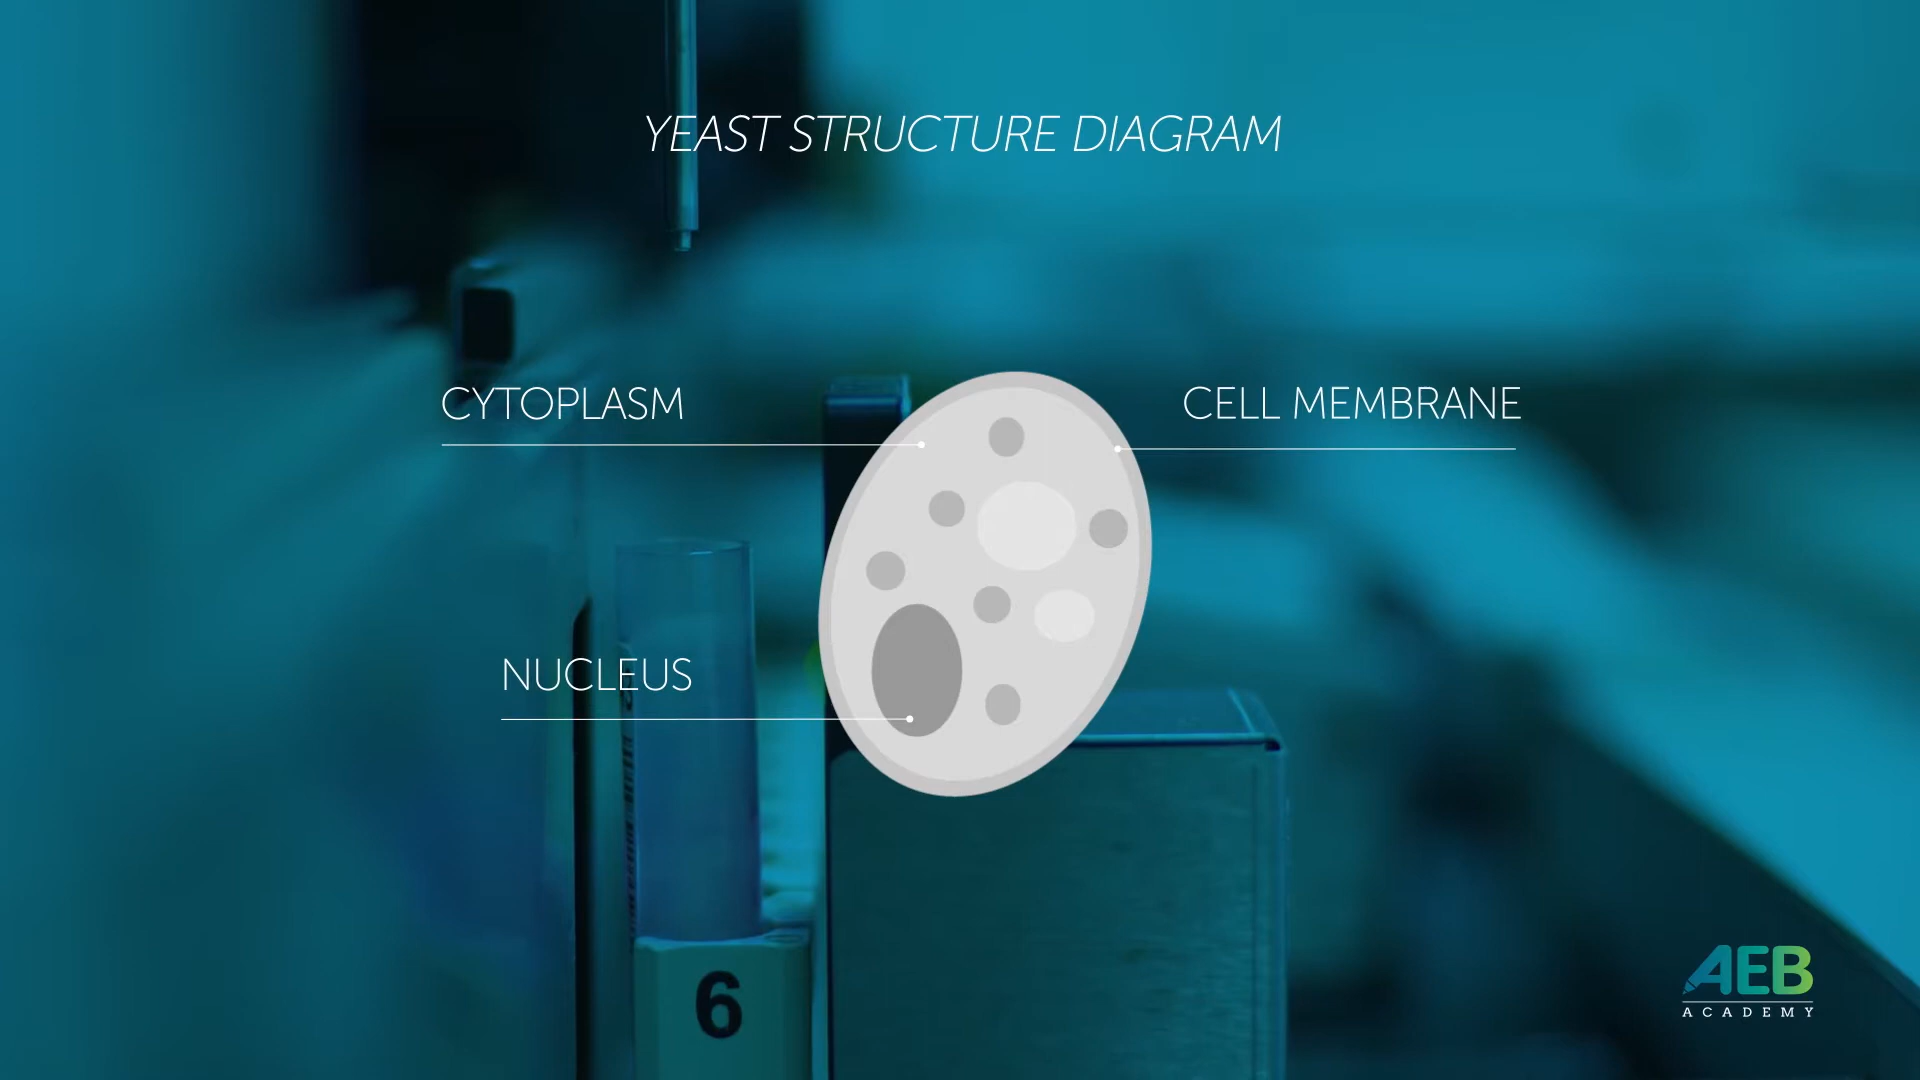 YEAST STRUCTURE DIAGRAM
CYTOPLASM
CELL MEMBRANE
NUCLEUS
6
AEB
ACADEMY